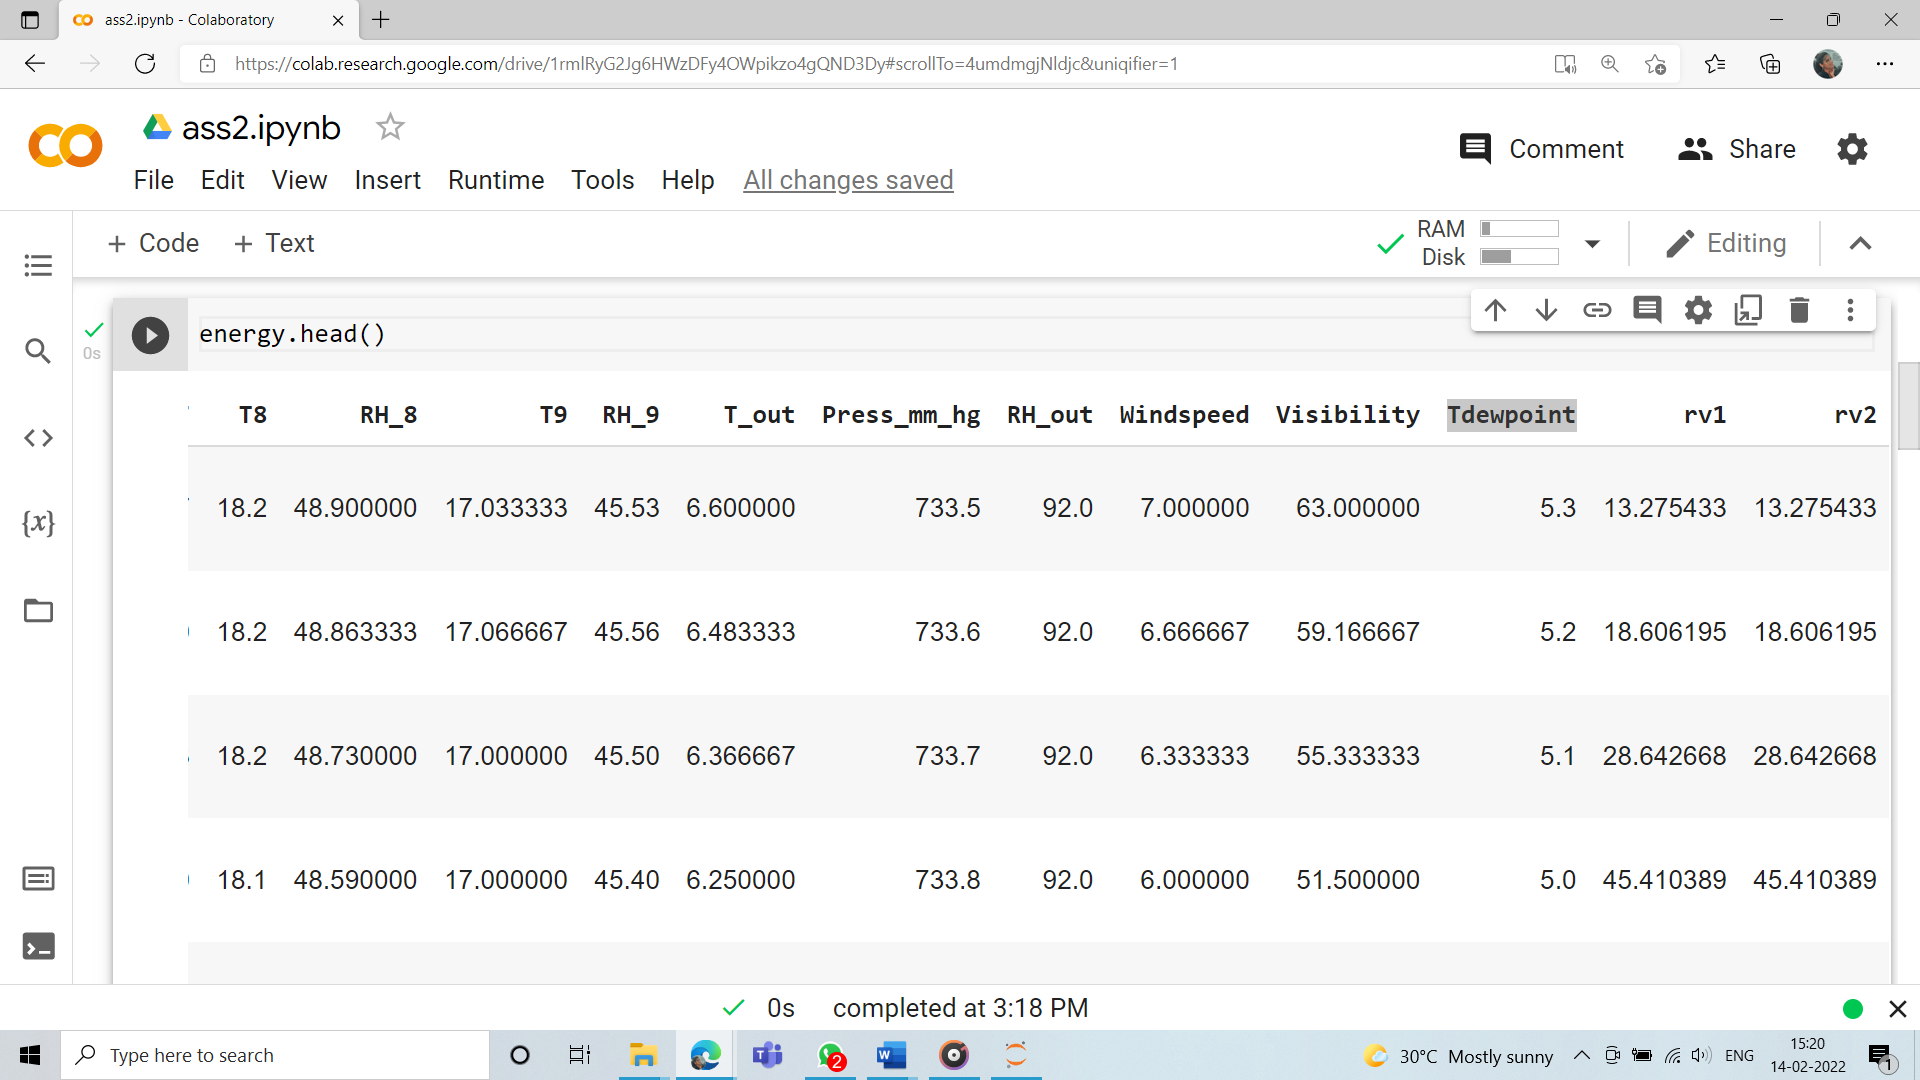 ass2.ipynb - Colaboratory
https://colab.research.google.com/drive/1rmlRyG2Jg6HWzDFy4OWpikzo4gQND3Dy#scrollTo=4umdmgjNldjc&uniqifier=1
ass2.ipynb
Comment Share
File Edit View Insert Runtime Tools Help All changes saved
+ Code + Text RAM Disk Editing
energy.head()
0s
T8 RH_8 T9 RH_9 T_out Press_mm_hg RH_out Windspeed Visibility Tdewpoint rv1 rv2
18.2 48.900000 17.033333 45.53 6.600000 733.5 92.0 7.000000 63.000000 5.3 13.275433 13.275433
18.2 48.863333 17.066667 45.56 6.483333 733.6 92.0 6.666667 59.166667 5.2 18.606195 18.606195
18.2 48.730000 17.000000 45.50 6.366667 733.7 92.0 6.333333 55.333333 5.1 28.642668 28.642668
18.1 48.590000 17.000000 45.40 6.250000 733.8 92.0 6.000000 51.500000 5.0 45.410389 45.410389
0s completed at 3:18 PM
Type here to search 2 30°C Mostly sunny ENG 15:20
14-02-2022 1